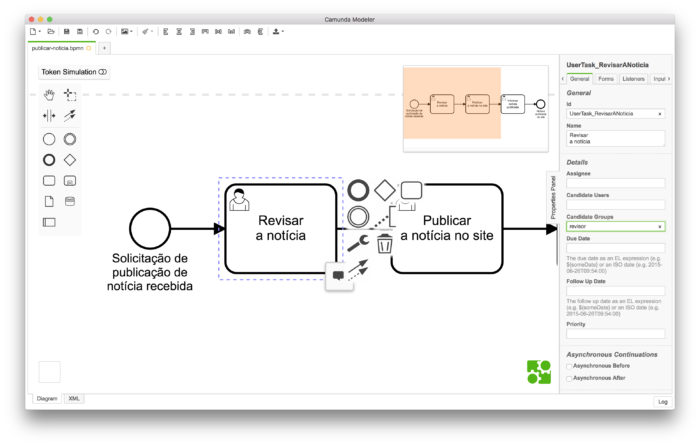 Camunda Modeler
publicar-noticia.bpmn
+
Token Simulation
Revisar
a notícia
Publicar
a notícia no site
Solicitação de
publicação de
notícia recebida
Properties Panel
UserTask_RevisarANoticia
General
Forms
Listeners
Input
General
Id
UserTask_RevisarANoticia
Name
Revisar
a notícia
Details
Assignee
Candidate Users
Candidate Groups
revisor
Due Date
The due date as an EL expression
(e.g. ${someDate} or an ISO date (e.g. 2015-
06-26T09:54:00)
Follow Up Date
The follow up date as an EL expression
(e.g. ${someDate} or an ISO date (e.g.
2015-06-26T09:54:00)
Priority
Asynchronous Continuations
Asynchronous Before
Asynchronous After
Diagram
XML
Log